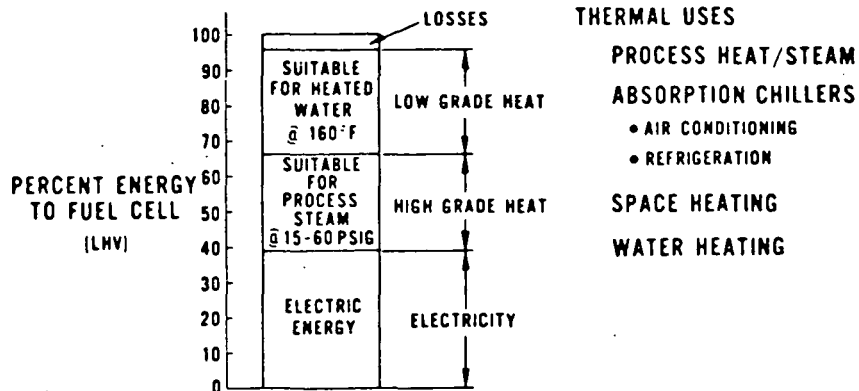 PERCENT ENERGY
TO FUEL CELL
(LHV)
100
90
80
70
60
50
40
30
20
10
0
LOSSES
SUITABLE
FOR HEATED
WATER
@ 160°F
LOW GRADE HEAT
SUITABLE
FOR
PROCESS
STEAM
@ 15-60 PSIG
HIGH GRADE HEAT
ELECTRIC
ENERGY
ELECTRICITY
THERMAL USES
PROCESS HEAT/STEAM
ABSORPTION CHILLERS
• AIR CONDITIONING
• REFRIGERATION
SPACE HEATING
WATER HEATING